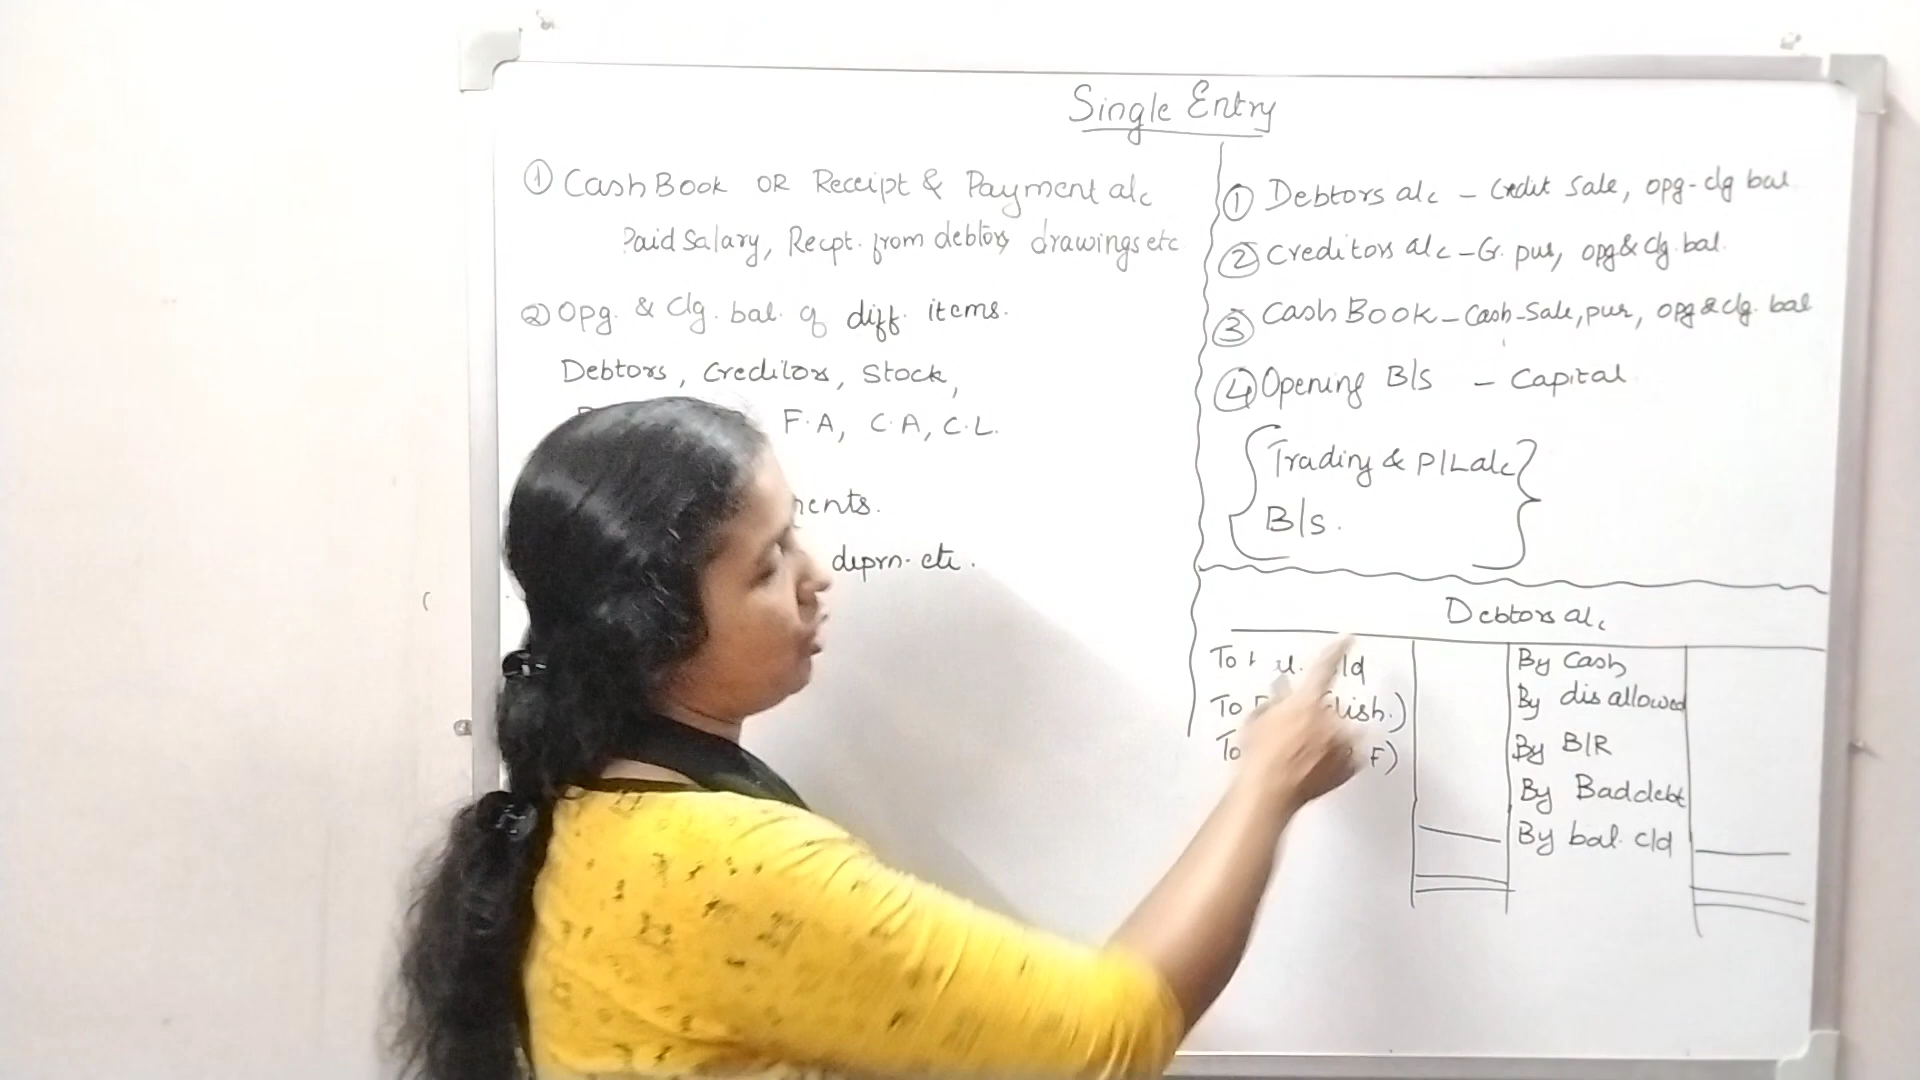 Single Entry
① Cash Book OR Receipt & Payment a/c
Paid Salary, Recpt. from debtors drawings etc
② Opg. & Clg. bal. of diff. items.
Debtors, Creditors, Stock,
F.A, C.A, C.L.
deprn. etc.
① Debtors a/c – Credit Sale, opg-clg bal.
② Creditors a/c – Cr. pur, opg & Clg. bal.
③ Cash Book – Cash-Sale, pur, opg & clg. bal
④ Opening B/s – Capital
Trading & P/L a/c
B/s.
Debtors a/c
To
To
To
By Cash
By dis allowed
By B/R
By Baddebt
By bal. c/d